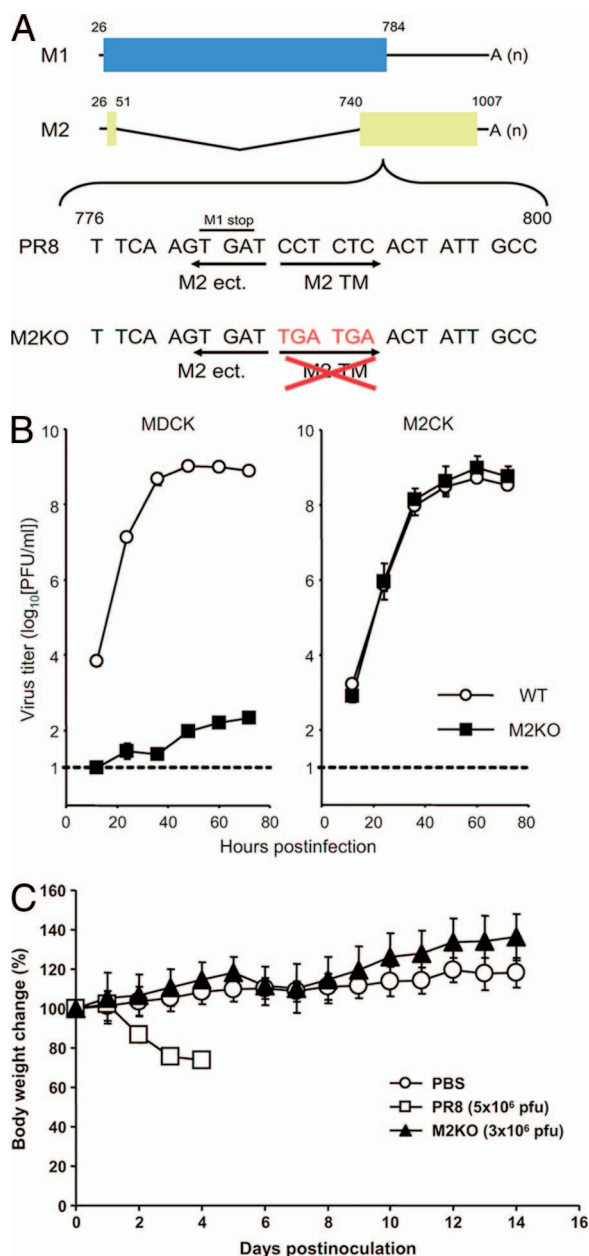 A
26 784
M1 A (n)
26 51 740 1007
M2 A (n)
776 800
M1 stop
PR8 T TCA AGT GAT CCT CTC ACT ATT GCC
M2 ect. M2 TM
M2KO T TCA AGT GAT TGA TGA ACT ATT GCC
M2 ect. M2 TM
B
MDCK M2CK
Virus titer (log10[PFU/ml])
10 10
8 8
6 6
4 4
2 2
1 1
WT
M2KO
0 20 40 60 80 0 20 40 60 80
Hours postinfection
C
Body weight change (%)
160
140
120
100
80
60
40
20
0
PBS
PR8 (5x10⁶ pfu)
M2KO (3x10⁶ pfu)
0 2 4 6 8 10 12 14 16
Days postinoculation